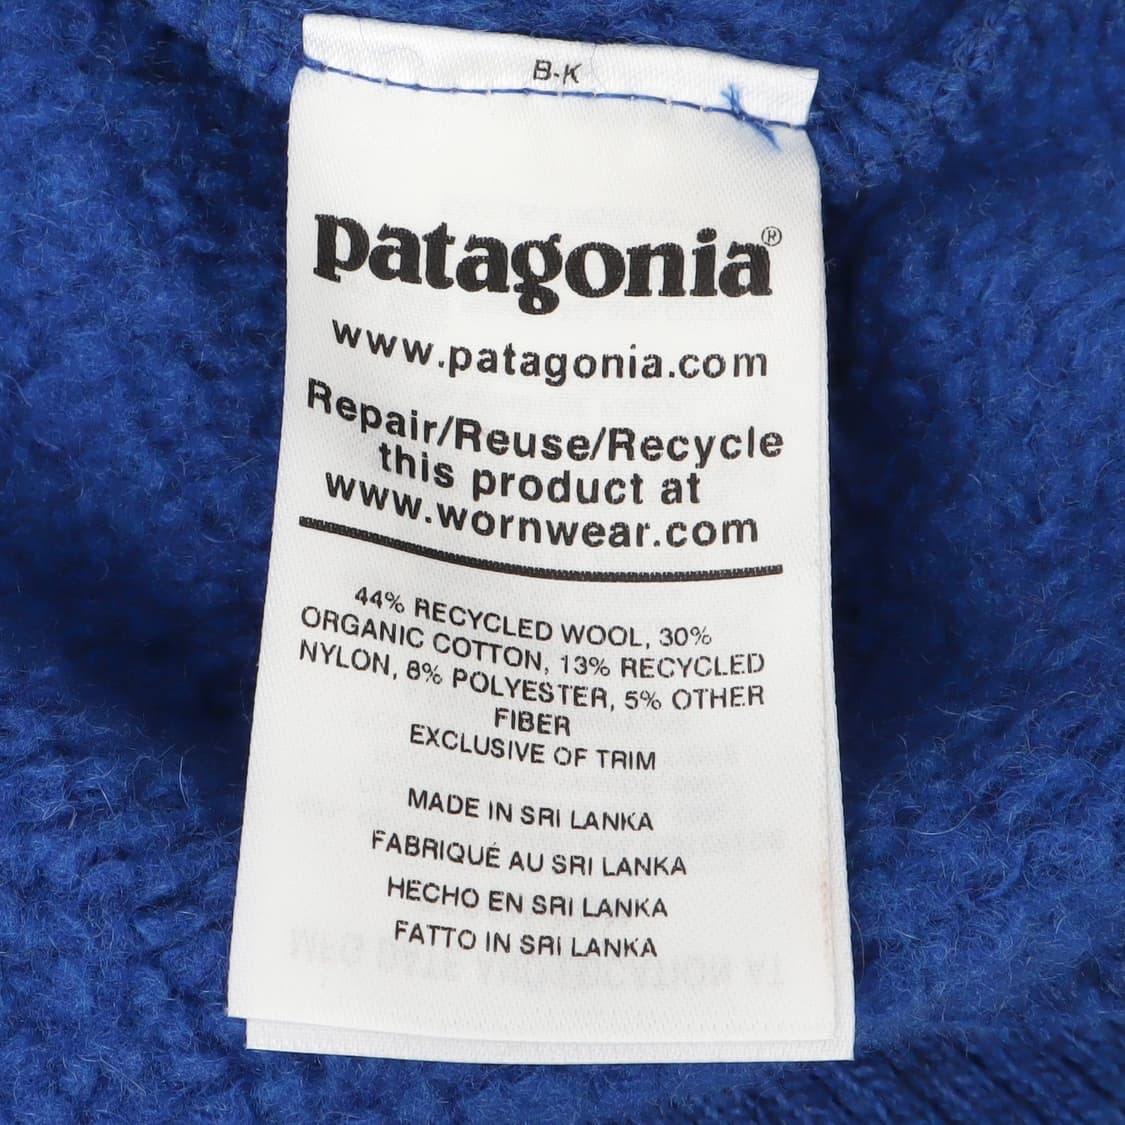 B-K
patagonia®
www.patagonia.com
Repair/Reuse/Recycle
this product at
www.wornwear.com
44% RECYCLED WOOL, 30%
ORGANIC COTTON, 13% RECYCLED
NYLON, 8% POLYESTER, 5% OTHER
FIBER
EXCLUSIVE OF TRIM
MADE IN SRI LANKA
FABRIQUÉ AU SRI LANKA
HECHO EN SRI LANKA
FATTO IN SRI LANKA